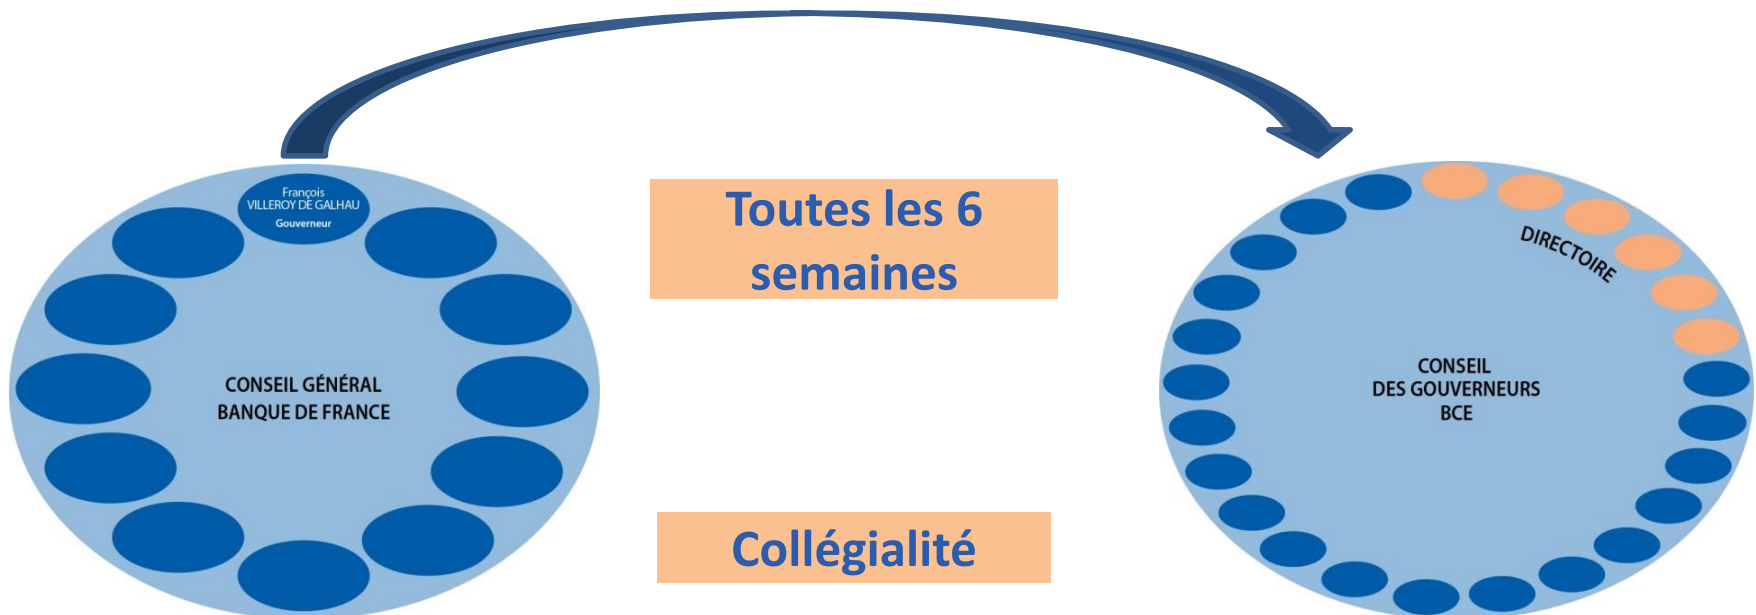 François
VILLEROY DE GALHAU
Gouverneur
CONSEIL GÉNÉRAL
BANQUE DE FRANCE
Toutes les 6
semaines
Collégialité
DIRECTOIRE
CONSEIL
DES GOUVERNEURS
BCE